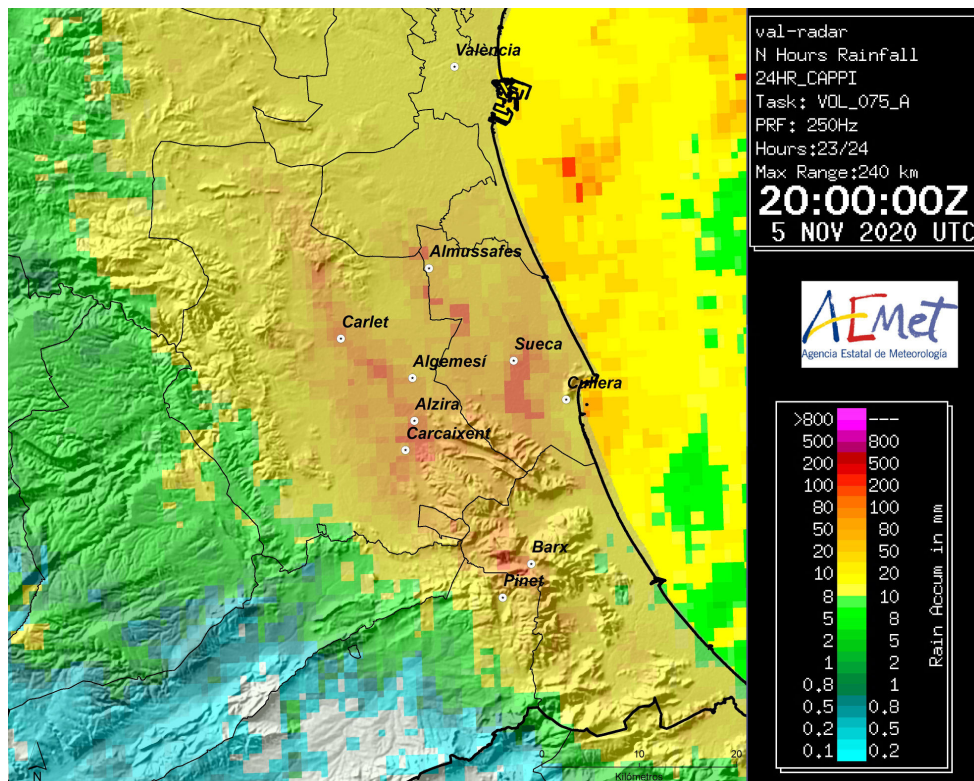 València
Almussafes
Carlet
Sueca
Algemesí
Cullera
Alzira
Carcaixent
Barx
Pinet
0 10 20
Kilómetros
N
val-radar
N Hours Rainfall
24HR_CAPPI
Task: VOL_075_A
PRF: 250Hz
Hours:23/24
Max Range:240 km
20:00:00Z
5 NOV 2020 UTC
AEMet
Agencia Estatal de Meteorología
>800 ---
500 800
200 500
100 200
80 100
50 80
20 50
10 20
8 10
5 8
2 5
1 2
0.8 1
0.5 0.8
0.2 0.5
0.1 0.2
Rain Accum in mm